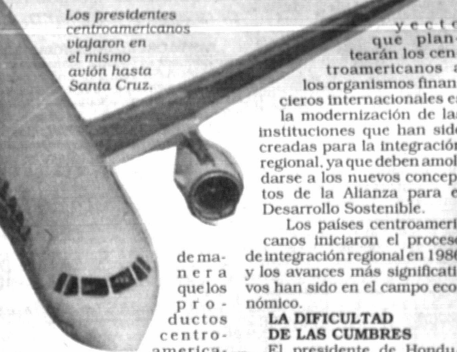 Los presidentes
centroamericanos
viajaron en
el mismo
avión hasta
Santa Cruz.
de ma-
nera
que los
pro-
ductos
centro-
america-
yecto
que plan-
tearán los cen-
troamericanos a
los organismos finan-
cieros internacionales es
la modernización de las
instituciones que han sido
creadas para la integración
regional, ya que deben amol-
darse a los nuevos concep-
tos de la Alianza para el
Desarrollo Sostenible.
Los países centroameri-
canos iniciaron el proceso
de integración regional en 1986
y los avances más significati-
vos han sido en el campo eco-
nómico.
LA DIFICULTAD
DE LAS CUMBRES
El presidente de Hondu-